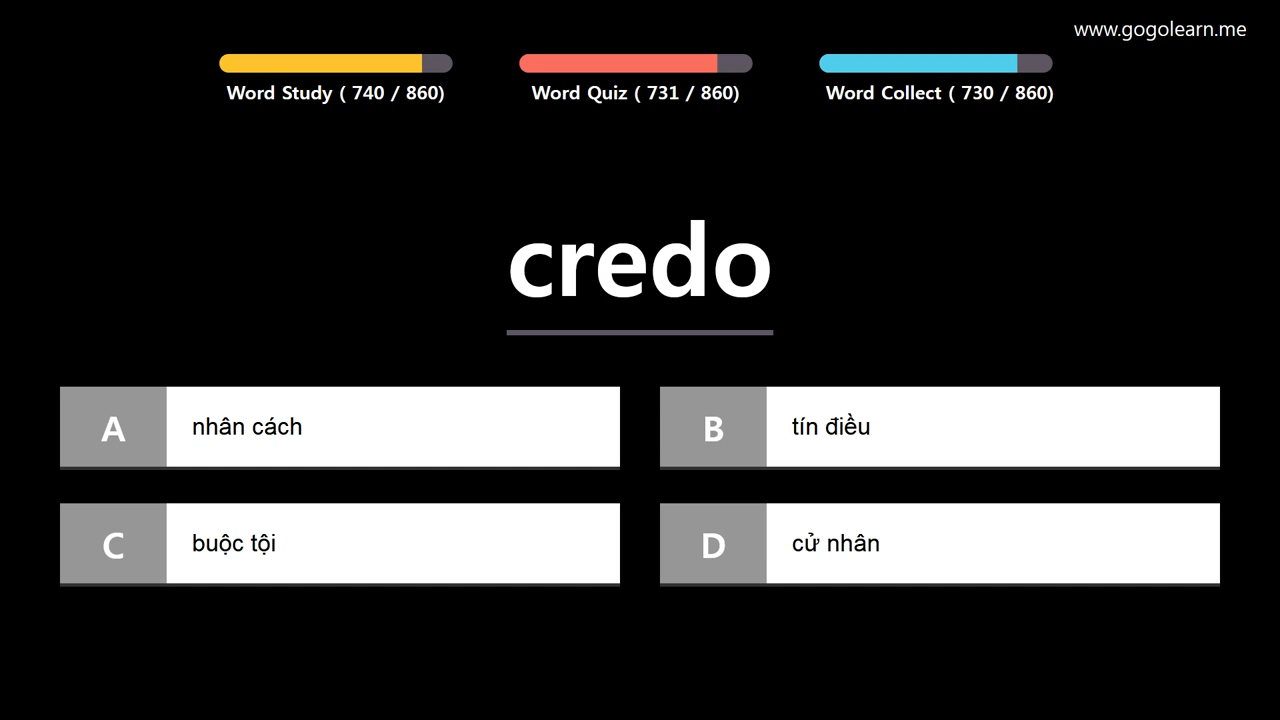 www.gogolearn.me
Word Study ( 740 / 860)
Word Quiz ( 731 / 860)
Word Collect ( 730 / 860)
credo
A
nhân cách
B
tín điều
C
buộc tội
D
cử nhân